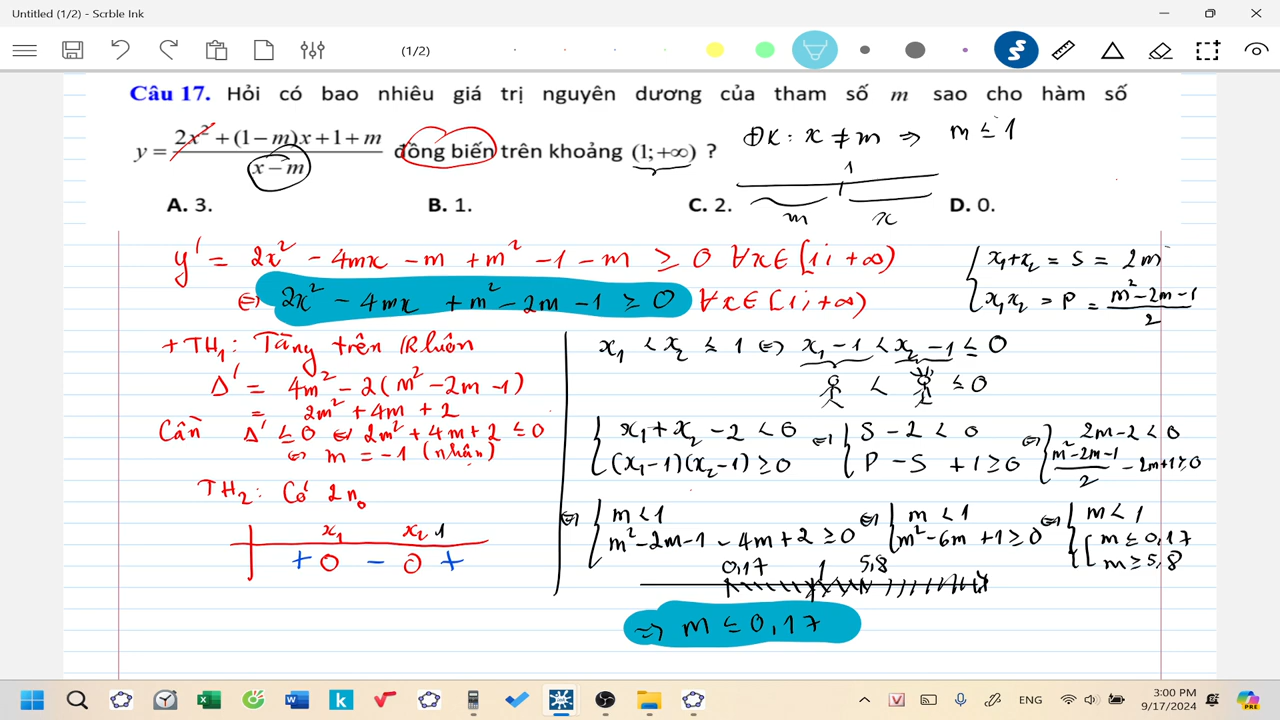 Untitled (1/2) - Scrble Ink
(1/2)
Câu 17. Hỏi có bao nhiêu giá trị nguyên dương của tham số m sao cho hàm số
y = (2x² + (1 − m)x + 1 + m) / (x − m) đồng biến trên khoảng (1; +∞) ?
ĐK: x ≠ m ⇒ m ≤ 1
1
m x
A. 3. B. 1. C. 2. D. 0.
y' = 2x² − 4mx − m + m² − 1 − m ≥ 0 ∀x∈[1; +∞)
⇔ 2x² − 4mx + m² − 2m − 1 ≥ 0 ∀x∈[1; +∞)
x₁+x₂ = S = 2m
x₁x₂ = P = (m² − 2m − 1) / 2
+ TH₁: Tăng trên R luôn
Δ' = 4m² − 2(m² − 2m − 1)
= 2m² + 4m + 2
Cần Δ' ≤ 0 ⇔ 2m² + 4m + 2 ≤ 0
⇔ m = −1 (nhận)
TH₂: Có 2 n₀
x₁ x₂ 1
+ 0 − 0 +
x₁ < x₂ ≤ 1 ⇔ x₁ − 1 < x₂ − 1 ≤ 0
< ≤ 0
{ x₁ + x₂ − 2 < 0 ⇔ { S − 2 < 0 ⇔ { 2m − 2 < 0
(x₁−1)(x₂−1) ≥ 0 P − S + 1 ≥ 0 (m² − 2m − 1) / 2 − 2m + 1 ≥ 0
⇔ { m < 1 ⇔ { m < 1 ⇔ { m < 1
m² − 2m − 1 − 4m + 2 ≥ 0 m² − 6m + 1 ≥ 0 [ m ≤ 0,17
m ≥ 5,8
0,17 1 5,8
⇒ m ≤ 0,17
ENG
3:00 PM
9/17/2024